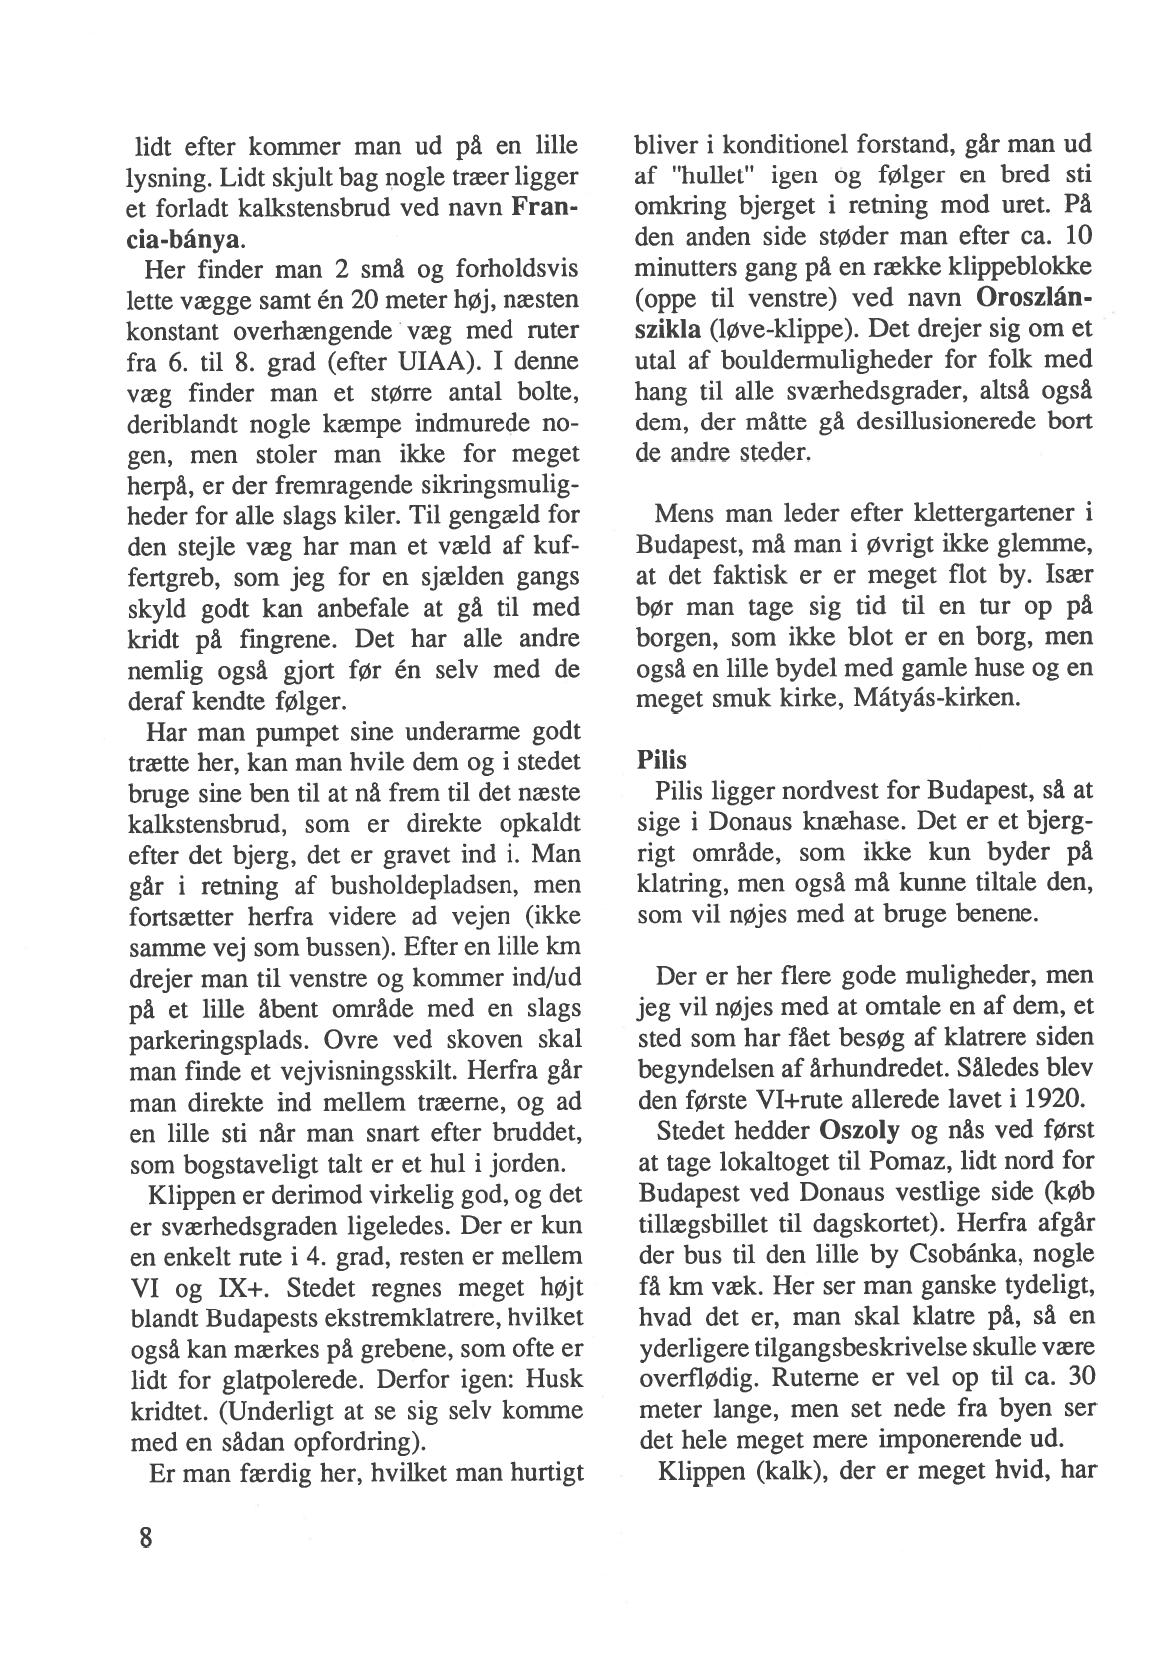 lidt efter kommer man ud på en lille
lysning. Lidt skjult bag nogle træer ligger
et forladt kalkstensbrud ved navn Fran-
cia-bánya.
Her finder man 2 små og forholdsvis
lette vægge samt én 20 meter høj, næsten
konstant overhængende væg med ruter
fra 6. til 8. grad (efter UIAA). I denne
væg finder man et større antal bolte,
deriblandt nogle kæmpe indmurede no-
gen, men stoler man ikke for meget
herpå, er der fremragende sikringsmulig-
heder for alle slags kiler. Til gengæld for
den stejle væg har man et væld af kuf-
fertgreb, som jeg for en sjælden gangs
skyld godt kan anbefale at gå til med
kridt på fingrene. Det har alle andre
nemlig også gjort før én selv med de
deraf kendte følger.
Har man pumpet sine underarme godt
trætte her, kan man hvile dem og i stedet
bruge sine ben til at nå frem til det næste
kalkstensbrud, som er direkte opkaldt
efter det bjerg, det er gravet ind i. Man
går i retning af busholdepladsen, men
fortsætter herfra videre ad vejen (ikke
samme vej som bussen). Efter en lille km
drejer man til venstre og kommer ind/ud
på et lille åbent område med en slags
parkeringsplads. Ovre ved skoven skal
man finde et vejvisningsskilt. Herfra går
man direkte ind mellem træerne, og ad
en lille sti når man snart efter bruddet,
som bogstaveligt talt er et hul i jorden.
Klippen er derimod virkelig god, og det
er sværhedsgraden ligeledes. Der er kun
en enkelt rute i 4. grad, resten er mellem
VI og IX+. Stedet regnes meget højt
blandt Budapests ekstremklatrere, hvilket
også kan mærkes på grebene, som ofte er
lidt for glatpolerede. Derfor igen: Husk
kridtet. (Underligt at se sig selv komme
med en sådan opfordring).
Er man færdig her, hvilket man hurtigt
bliver i konditionel forstand, går man ud
af "hullet" igen og følger en bred sti
omkring bjerget i retning mod uret. På
den anden side støder man efter ca. 10
minutters gang på en række klippeblokke
(oppe til venstre) ved navn Oroszlán-
szikla (løve-klippe). Det drejer sig om et
utal af bouldermuligheder for folk med
hang til alle sværhedsgrader, altså også
dem, der måtte gå desillusionerede bort
de andre steder.
Mens man leder efter klettergartener i
Budapest, må man i øvrigt ikke glemme,
at det faktisk er er meget flot by. Især
bør man tage sig tid til en tur op på
borgen, som ikke blot er en borg, men
også en lille bydel med gamle huse og en
meget smuk kirke, Mátyás-kirken.
Pilis
Pilis ligger nordvest for Budapest, så at
sige i Donaus knæhase. Det er et bjerg-
rigt område, som ikke kun byder på
klatring, men også må kunne tiltale den,
som vil nøjes med at bruge benene.
Der er her flere gode muligheder, men
jeg vil nøjes med at omtale en af dem, et
sted som har fået besøg af klatrere siden
begyndelsen af århundredet. Således blev
den første VI+rute allerede lavet i 1920.
Stedet hedder Oszoly og nås ved først
at tage lokaltoget til Pomaz, lidt nord for
Budapest ved Donaus vestlige side (køb
tillægsbillet til dagskortet). Herfra afgår
der bus til den lille by Csobánka, nogle
få km væk. Her ser man ganske tydeligt,
hvad det er, man skal klatre på, så en
yderligere tilgangsbeskrivelse skulle være
overflødig. Ruterne er vel op til ca. 30
meter lange, men set nede fra byen ser
det hele meget mere imponerende ud.
Klippen (kalk), der er meget hvid, har
8